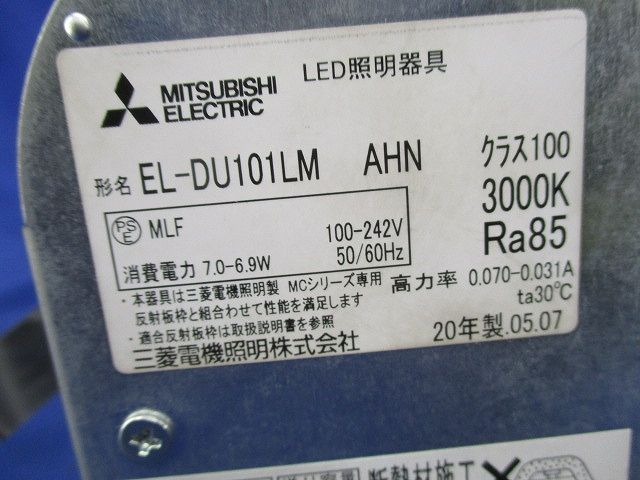 MITSUBISHI ELECTRIC
LED照明器具
形名 EL-DU101LM AHN クラス100
3000K
Ra85
PSE MLF 100-242V
50/60Hz
消費電力 7.0-6.9W
高力率 0.070-0.031A
ta30℃
・本器具は三菱電機照明製 MCシリーズ専用
反射板枠と組合わせて性能を満足します
・適合反射板枠は取扱説明書を参照
20年製.05.07
三菱電機照明株式会社
断熱材施工